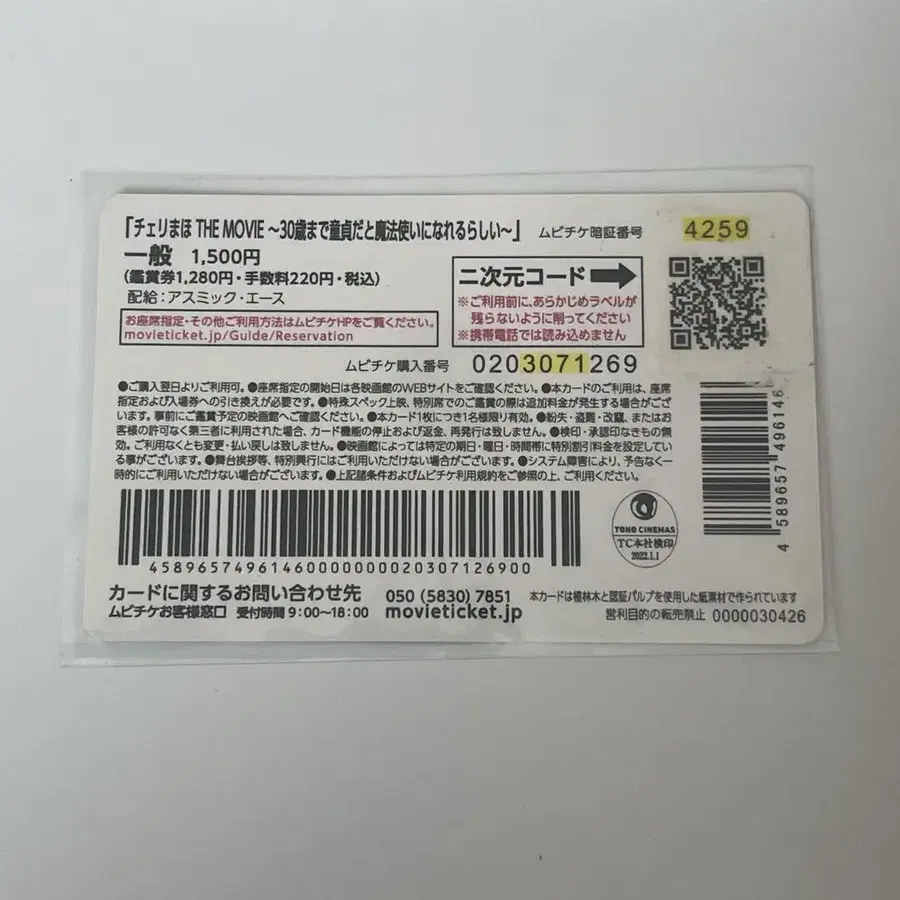 「チェリまほ THE MOVIE ～30歳まで童貞だと魔法使いになれるらしい～」 ムビチケ暗証番号 4259
一般 1,500円
(鑑賞券1,280円・手数料220円・税込)
配給:アスミック・エース
お座席指定・その他ご利用方法はムビチケHPをご覧ください。
movieticket.jp/Guide/Reservation
二次元コード
※ご利用前に、あらかじめラベルが
残らないように削ってください
※携帯電話では読み込めません
ムビチケ購入番号 0203071269
●ご購入翌日よりご利用可。●座席指定の開始日は各映画館のWEBサイトをご確認ください。●本カードのご利用は、座席
指定および入場券への引き換えが必要です。●特殊スペック上映、特別席でのご鑑賞の際は追加料金が発生する場合がござ
います。事前にご鑑賞予定の映画館へご確認ください。●本カード1枚につき1名様限り有効。●紛失・盗難・改竄、またはお
客様の許可なく第三者に利用された場合、カード機能の停止および返金、再発行は致しません。●検印・承認印なきもの無
効。ご利用なくとも変更・払い戻しは致しません。●映画館によっては特定の期日・曜日・時間帯に特別割引料金を設定してい
る事がございます。●舞台挨拶等、特別興行にはご利用いただけない場合がございます。●システム障害により、予告なく一
時的にご利用いただけない場合がございます。●上記諸条件およびムビチケ利用規約をご参照の上、ご利用ください。
4589657496146000000000020307126900
TOHO CINEMAS
TC本社検印
2022.1.1
4 589657 496146
カードに関するお問い合わせ先 050 (5830) 7851
ムビチケお客様窓口 受付時間 9:00～18:00 movieticket.jp
本カードは植林木と認証パルプを使用した紙素材で作られています
営利目的の転売禁止 0000030426